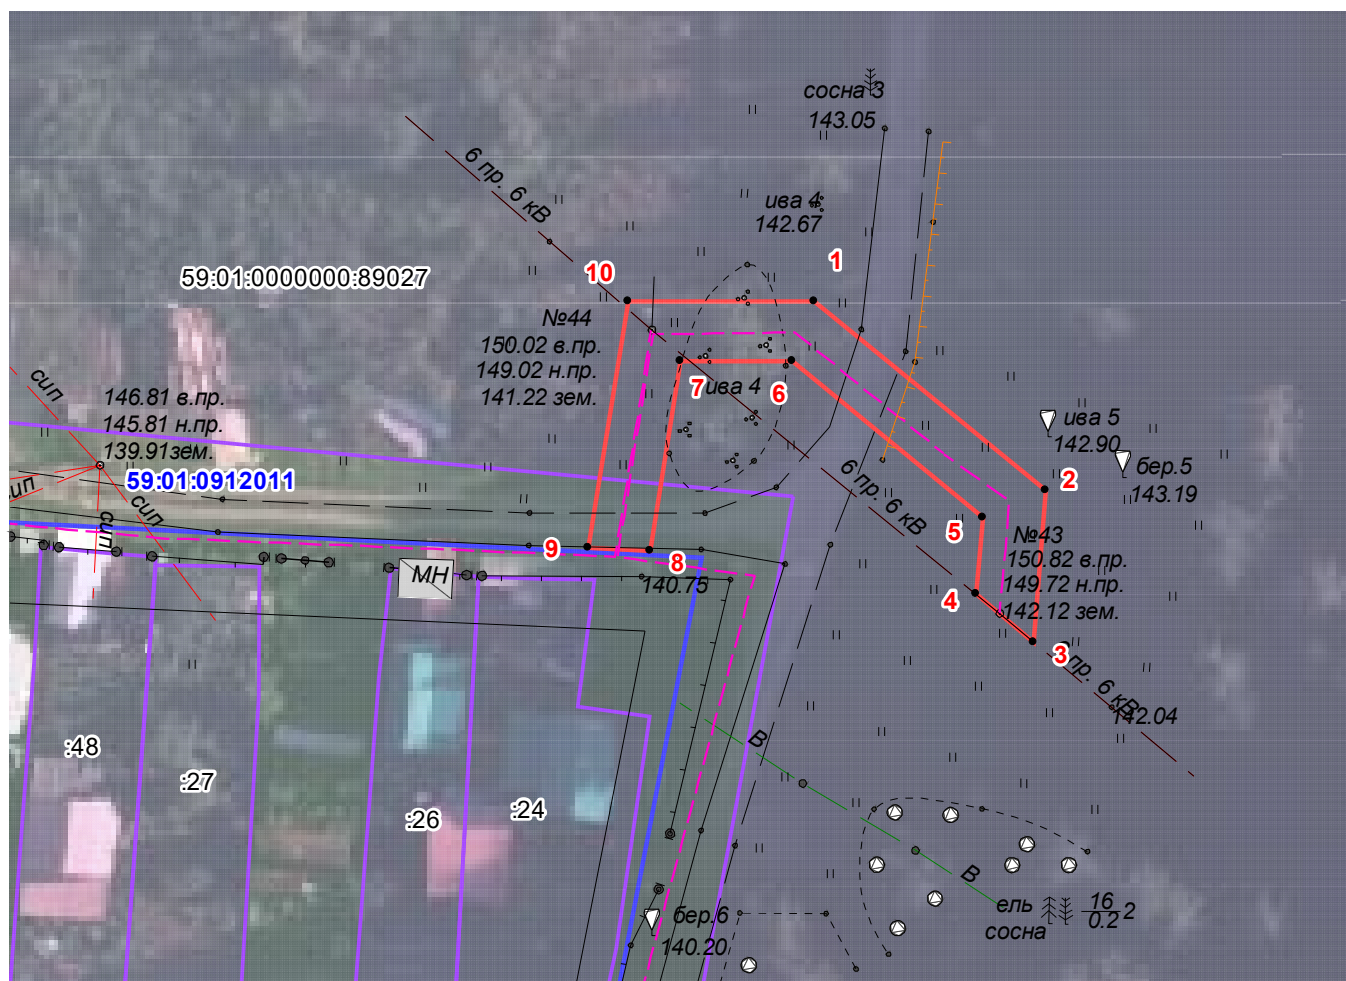 сосна 3
143.05
6 пр. 6 кВ
ива 4
142.67
1
59:01:0000000:89027
10
№44
150.02 в.пр.
149.02 н.пр.
141.22 зем.
7
ива 4
6
сип
146.81 в.пр.
145.81 н.пр.
139.91зем.
ива 5
142.90
бер.5
143.19
59:01:0912011
сип
сип
сип
6 пр. 6 кВ
2
5
№43
150.82 в.пр.
149.72 н.пр.
142.12 зем.
9
8
140.75
МН
4
3
пр. 6 кВ
142.04
:48
:27
:26
:24
В
В
ель
сосна
16
0.2
2
бер.6
140.20